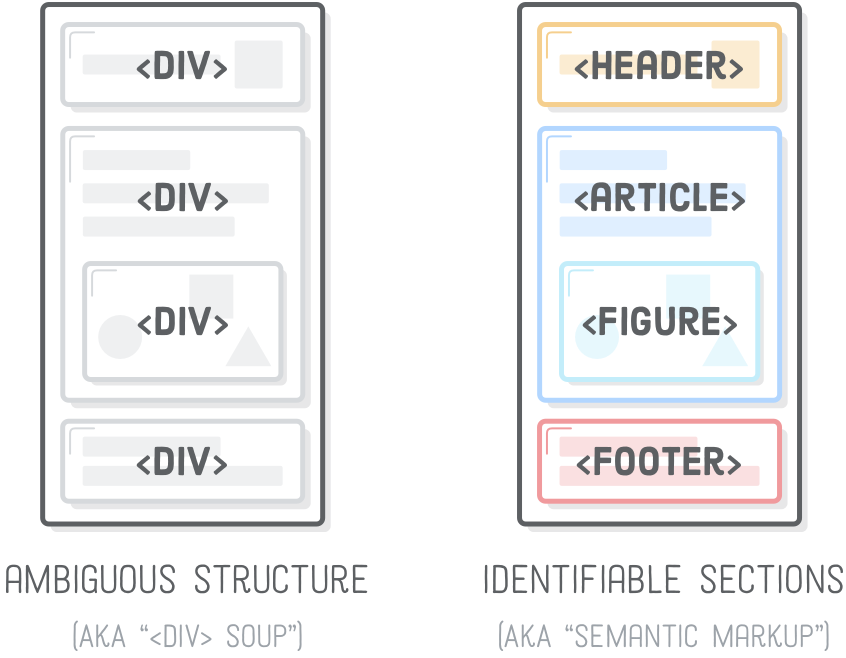 <DIV>
<DIV>
<DIV>
<DIV>
AMBIGUOUS STRUCTURE
(AKA “<DIV> SOUP”)
<HEADER>
<ARTICLE>
<FIGURE>
<FOOTER>
IDENTIFIABLE SECTIONS
(AKA “SEMANTIC MARKUP”)